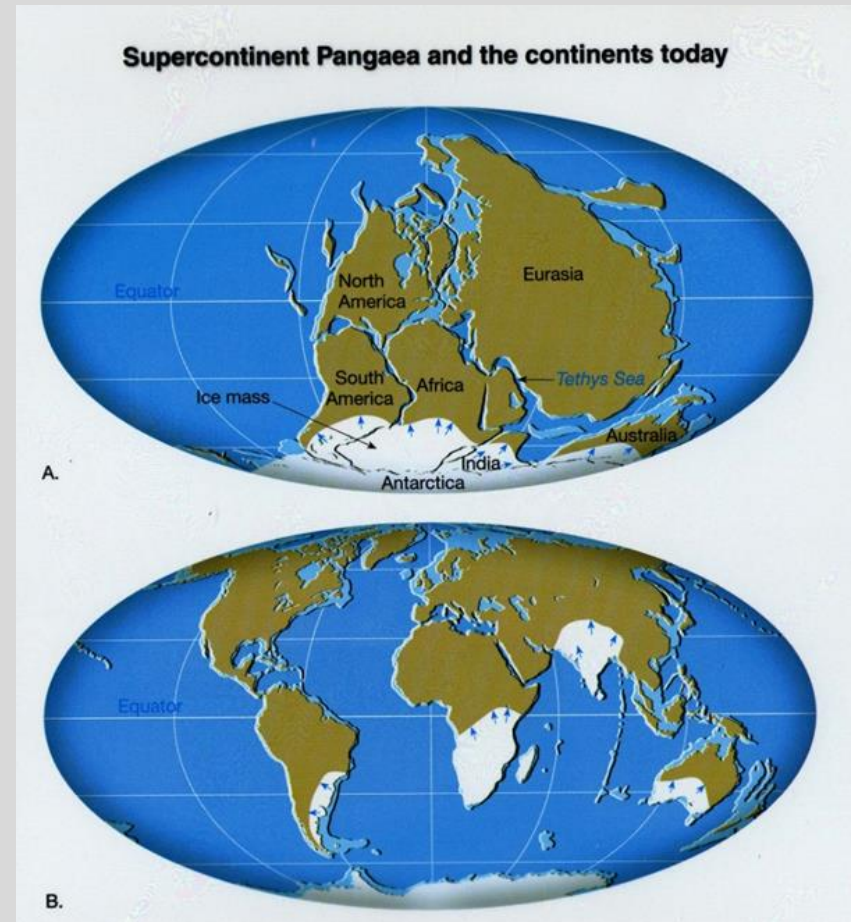 Supercontinent Pangaea and the continents today
North
America
Eurasia
Equator
South
America
Africa
Tethys Sea
Ice mass
Australia
India
Antarctica
A.
Equator
B.